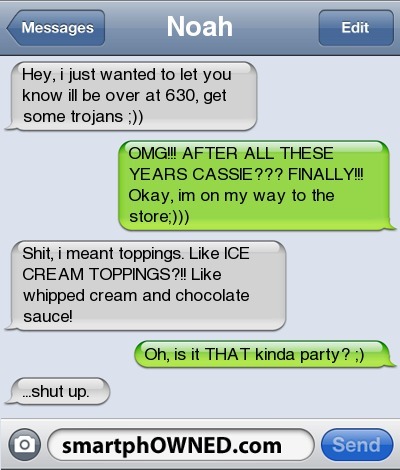 Messages
Noah
Edit
Hey, i just wanted to let you
know ill be over at 630, get
some trojans ;))
OMG!!! AFTER ALL THESE
YEARS CASSIE??? FINALLY!!!
Okay, im on my way to the
store;)))
Shit, i meant toppings. Like ICE
CREAM TOPPINGS?!! Like
whipped cream and chocolate
sauce!
Oh, is it THAT kinda party? ;)
...shut up.
smartphOWNED.com
Send